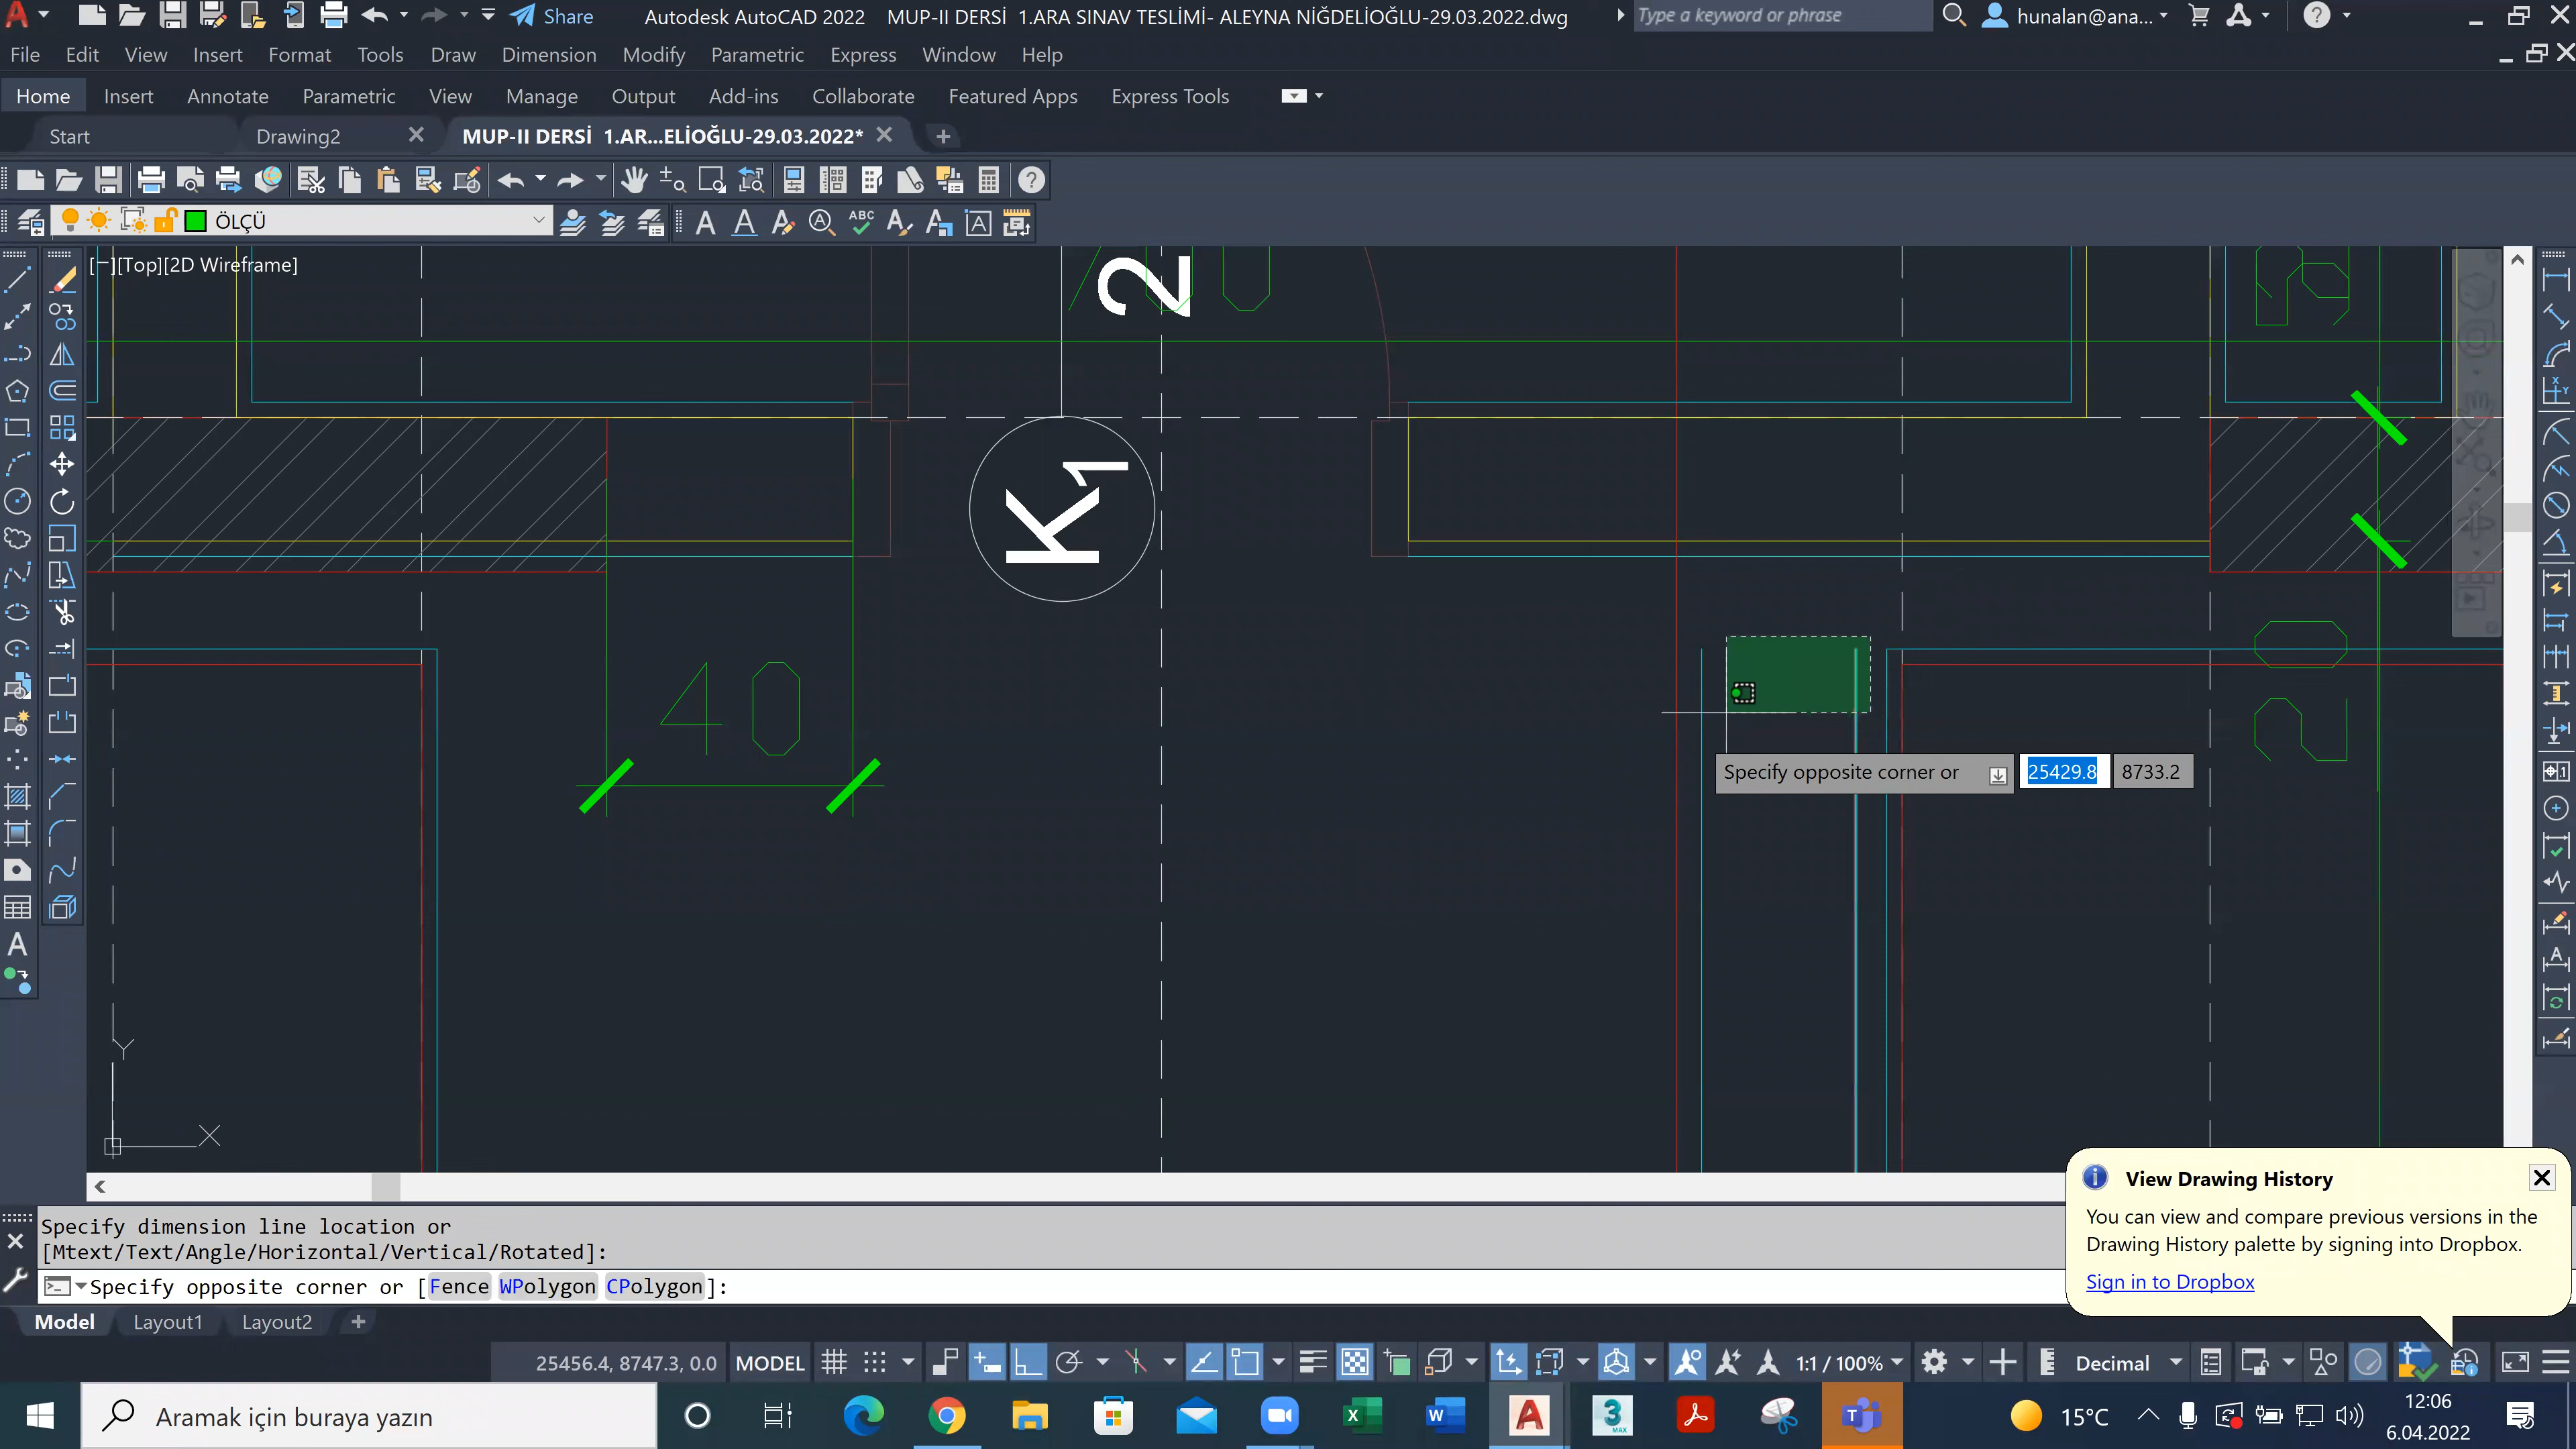 Share
Autodesk AutoCAD 2022 MUP-II DERSİ 1.ARA SINAV TESLİMİ- ALEYNA NİĞDELİOĞLU-29.03.2022.dwg
Type a keyword or phrase
hunalan@ana...
File Edit View Insert Format Tools Draw Dimension Modify Parametric Express Window Help
Home Insert Annotate Parametric View Manage Output Add-ins Collaborate Featured Apps Express Tools
Start
Drawing2
MUP-II DERSİ 1.AR...ELİOĞLU-29.03.2022*
ÖLÇÜ
ABC
[−][Top][2D Wireframe]
2
K1
40
20
Specify opposite corner or 25429.8 8733.2
Y
X
Specify dimension line location or
[Mtext/Text/Angle/Horizontal/Vertical/Rotated]:
Specify opposite corner or [Fence WPolygon CPolygon]:
View Drawing History
You can view and compare previous versions in the
Drawing History palette by signing into Dropbox.
Sign in to Dropbox
Model Layout1 Layout2
25456.4, 8747.3, 0.0 MODEL
1:1 / 100%
Decimal
Aramak için buraya yazın
15°C
12:06
6.04.2022